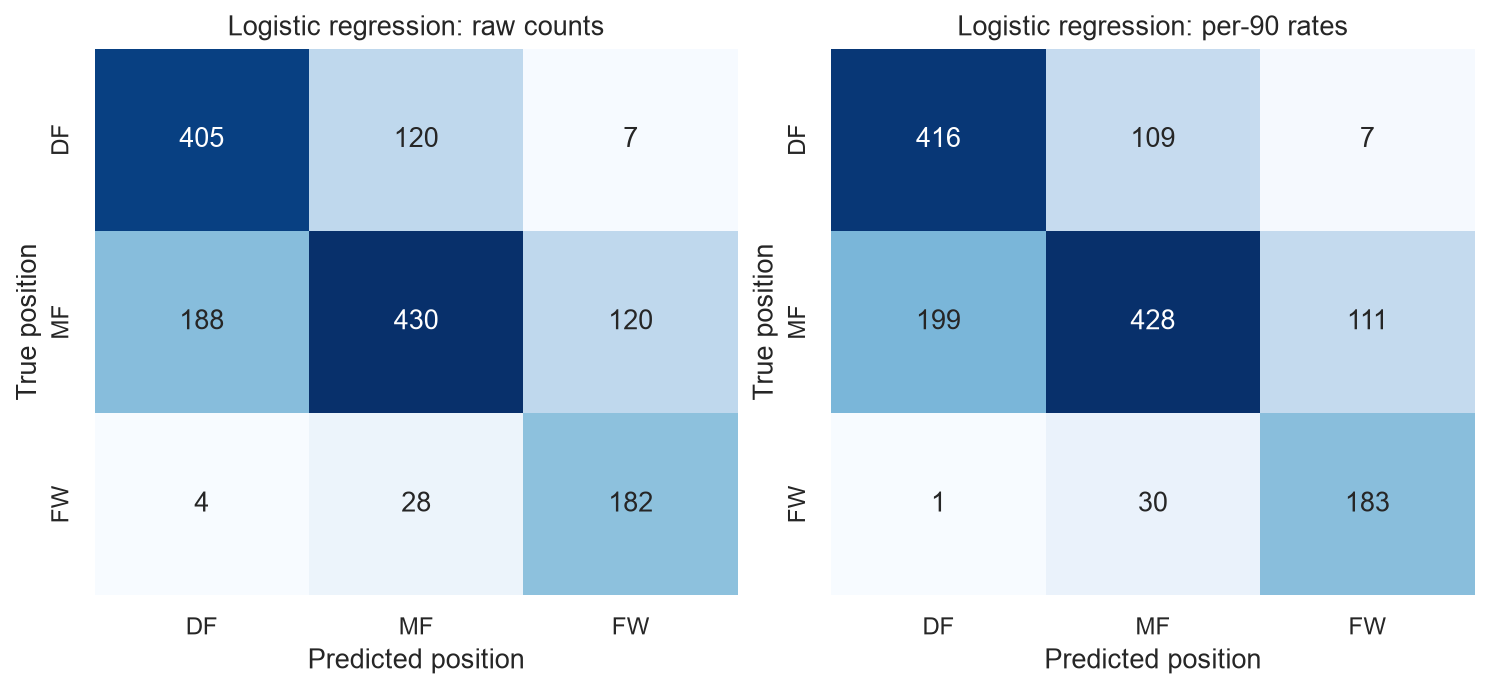 Logistic regression: raw counts
DF 405 120 7
MF 188 430 120
FW 4 28 182
True position
DF MF FW
Predicted position
Logistic regression: per-90 rates
DF 416 109 7
MF 199 428 111
FW 1 30 183
True position
DF MF FW
Predicted position